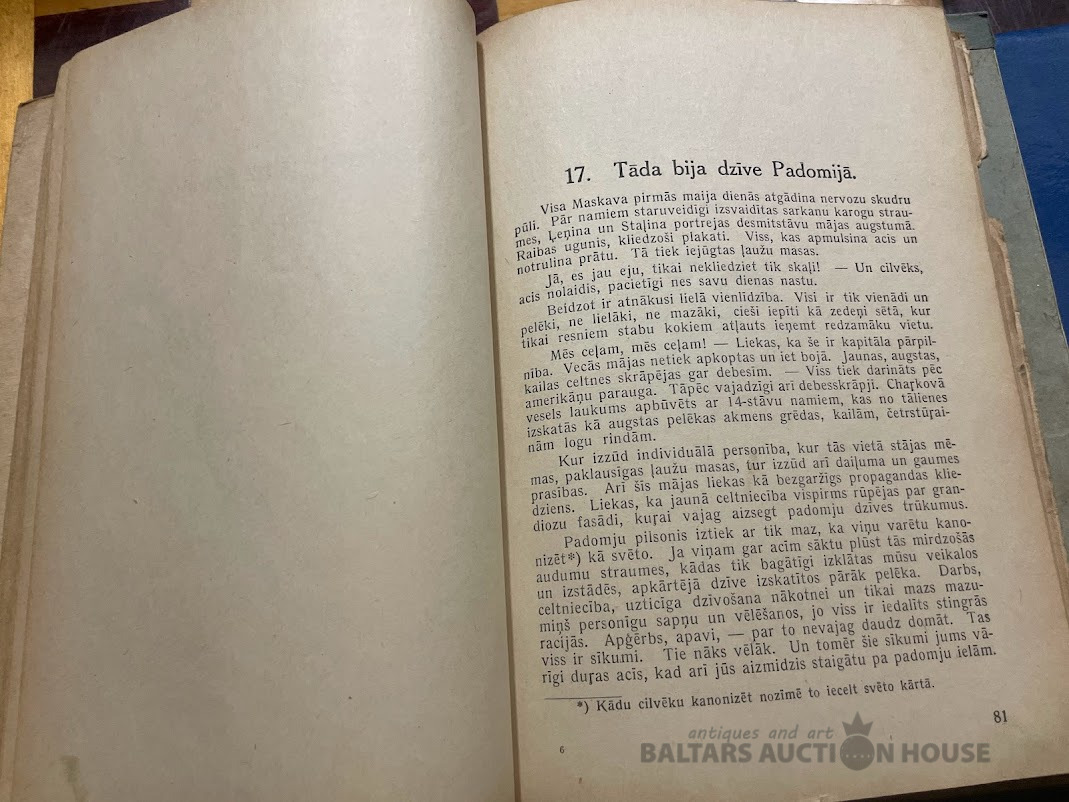 17. Tāda bija dzīve Padomijā.
Visa Maskava pirmās maija dienās atgādina nervozu skudru
pūli. Pār namiem staruveidīgi izsvaidītas sarkanu karogu strau-
mes, Ļeņina un Staļina portrejas desmitstāvu mājas augstumā.
Raibas ugunis, kliedzoši plakati. Viss, kas apmulsina acis un
notrulina prātu. Tā tiek iejūgtas ļaužu masas.
Jā, es jau eju, tikai nekliedziet tik skaļi! — Un cilvēks,
acis nolaidis, pacietīgi nes savu dienas nastu.
Beidzot ir atnākusi lielā vienlīdzība. Visi ir tik vienādi un
pelēki, ne lielāki, ne mazāki, cieši iepīti kā zedeņi sētā, kur
tikai resniem stabu kokiem atļauts ieņemt redzamāku vietu.
Mēs ceļam, mēs ceļam! — Liekas, ka še ir kapitāla pārpil-
nība. Vecās mājas netiek apkoptas un iet bojā. Jaunas, augstas,
kailas celtnes skrāpējas gar debesīm. — Viss tiek darināts pēc
amerikāņu parauga. Tāpēc vajadzīgi arī debesskrāpji. Chaŗkovā
vesels laukums apbūvēts ar 14-stāvu namiem, kas no tālienes
izskatās kā augstas pelēkas akmens grēdas, kailām, četrstūŗai-
nām logu rindām.
Kur izzūd individuālā personība, kur tās vietā stājas mē-
mas, paklausīgas ļaužu masas, tur izzūd arī daiļuma un gaumes
prasības. Arī šīs mājas liekas kā bezgaržīgs propagandas klie-
dziens. Liekas, ka jaunā celtniecība vispirms rūpējas par gran-
diozu fasādi, kuŗai vajag aizsegt padomju dzīves trūkumus.
Padomju pilsonis iztiek ar tik maz, ka viņu varētu kano-
nizēt*) kā svēto. Ja viņam gar acīm sāktu plūst tās mirdzošās
audumu straumes, kādas tik bagātīgi izklātas mūsu veikalos
un izstādēs, apkārtējā dzīve izskatītos pārāk pelēka. Darbs,
celtniecība, uzticīga dzīvošana nākotnei un tikai mazs mazu-
miņš personīgu sapņu un vēlēšanos, jo viss ir iedalīts stingrās
racijās. Apģērbs, apavi, — par to nevajag daudz domāt. Tas
viss ir sīkumi. Tie nāks vēlāk. Un tomēr šie sīkumi jums vā-
rīgi duŗas acīs, kad arī jūs aizmidzis staigātu pa padomju ielām.
*) Kādu cilvēku kanonizēt nozīmē to iecelt svēto kārtā.
81
6
antiques and art
BALTARS AUCTION HOUSE